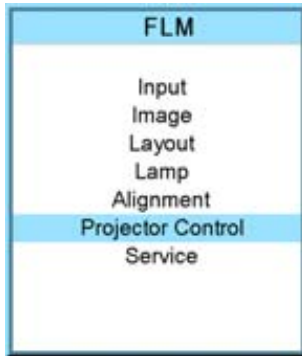 FLM
Input
Image
Layout
Lamp
Alignment
Projector Control
Service